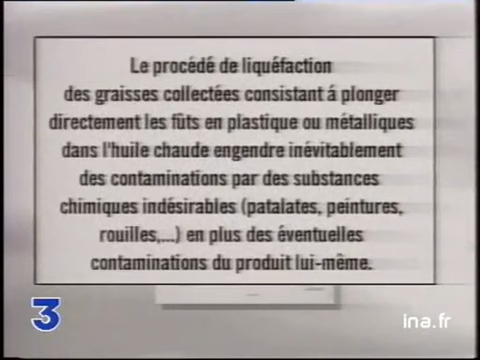 Le procédé de liquéfaction
des graisses collectées consistant á plonger
directement les fûts en plastique ou métalliques
dans l'huile chaude engendre inévitablement
des contaminations par des substances
chimiques indésirables (patalates, peintures,
rouilles,...) en plus des éventuelles
contaminations du produit lui-même.
3
ina.fr